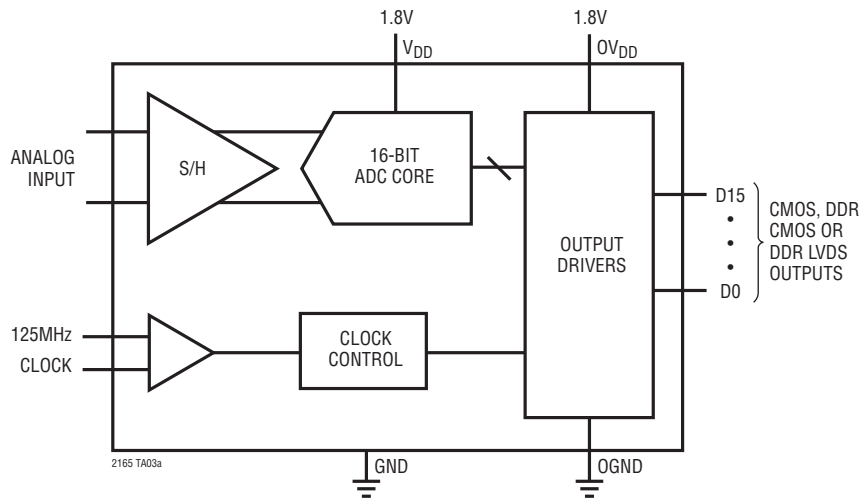 1.8V
1.8V
VDD
OVDD
ANALOG
INPUT
S/H
16-BIT
ADC CORE
OUTPUT
DRIVERS
D15
•
•
•
D0
CMOS, DDR
CMOS OR
DDR LVDS
OUTPUTS
125MHz
CLOCK
CLOCK
CONTROL
2165 TA03a
GND
OGND